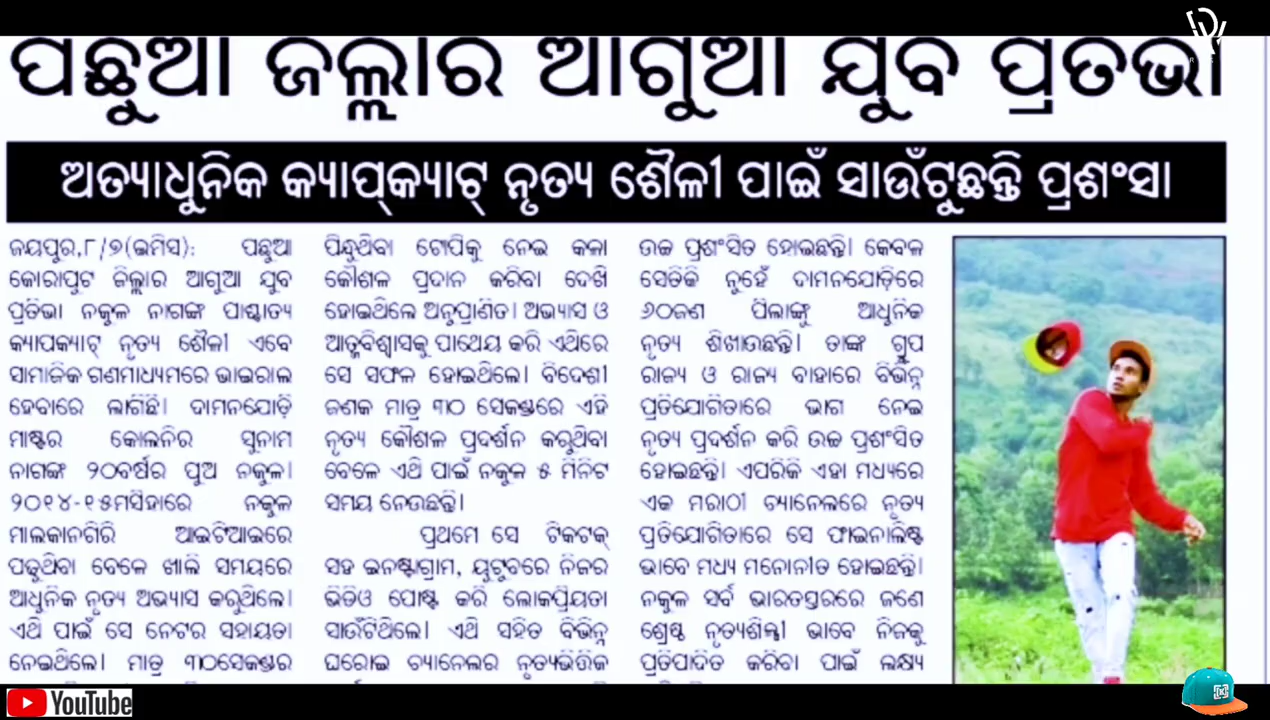 ପଛୁଆ ଜଲ୍ଲାର ଆଗୁଆ ଯୁବ ପ୍ରତଭା
ଅତ୍ୟାଧୁନିକ କ୍ୟାପ୍‌କ୍ୟାଟ୍ ନୃତ୍ୟ ଶୈଳୀ ପାଇଁ ସାଉଁଟୁଛନ୍ତି ପ୍ରଶଂସା
ଜୟପୁର,୮/୭(ଇମିସ): ପଛୁଆ
କୋରାପୁଟ ଜିଲ୍ଲାର ଆଗୁଆ ଯୁବ
ପ୍ରତିଭା ନକୁଳ ନାଗଙ୍କ ପାଶ୍ଚାତ୍ୟ
କ୍ୟାପକ୍ୟାଟ୍ ନୃତ୍ୟ ଶୈଳୀ ଏବେ
ସାମାଜିକ ଗଣମାଧ୍ୟମରେ ଭାଇରାଲ
ହେବାରେ ଲାଗିଛି। ଦାମନଯୋଡ଼ି
ମାଷ୍ଟର କୋଲନିର ସୁନାମ
ନାଗଙ୍କ ୨୦ବର୍ଷର ପୁଅ ନକୁଳ।
୨୦୧୪-୧୫ମସିହାରେ ନକୁଳ
ମାଲକାନଗିରି ଆଇଟିଆଇରେ
ପଢୁଥିବା ବେଳେ ଖାଲି ସମୟରେ
ଆଧୁନିକ ନୃତ୍ୟ ଅଭ୍ୟାସ କରୁଥିଲେ।
ଏଥି ପାଇଁ ସେ ନେଟର ସହାୟତା
ନେଇଥିଲେ। ମାତ୍ର ୩୦ସେକଣ୍ଡର
ପିନ୍ଧୁଥିବା ଟୋପିକୁ ନେଇ କଳା
କୌଶଳ ପ୍ରଦାନ କରିବା ଦେଖି
ହୋଇଥିଲେ ଅନୁପ୍ରାଣିତ। ଅଭ୍ୟାସ ଓ
ଆତ୍ମବିଶ୍ୱାସକୁ ପାଥେୟ କରି ଏଥିରେ
ସେ ସଫଳ ହୋଇଥିଲେ। ବିଦେଶୀ
ଜଣକ ମାତ୍ର ୩୦ ସେକଣ୍ଡରେ ଏହି
ନୃତ୍ୟ କୌଶଳ ପ୍ରଦର୍ଶନ କରୁଥିବା
ବେଳେ ଏଥି ପାଇଁ ନକୁଳ ୫ ମିନିଟ
ସମୟ ନେଉଛନ୍ତି।
ପ୍ରଥମେ ସେ ଟିକଟକ୍
ସହ ଇନଷ୍ଟାଗ୍ରାମ, ୟୁଟୁବରେ ନିଜର
ଭିଡିଓ ପୋଷ୍ଟ କରି ଲୋକପ୍ରିୟତା
ସାଉଁଟିଥିଲେ। ଏଥି ସହିତ ବିଭିନ୍ନ
ଘରୋଇ ଚ୍ୟାନେଲର ନୃତ୍ୟଭିତ୍ତିକ
ଉଚ୍ଚ ପ୍ରଶଂସିତ ହୋଇଛନ୍ତି। କେବଳ
ସେତିକି ନୁହେଁ ଦାମନଯୋଡ଼ିରେ
୬୦ଜଣ ପିଲାଙ୍କୁ ଆଧୁନିକ
ନୃତ୍ୟ ଶିଖାଉଛନ୍ତି। ତାଙ୍କ ଗ୍ରୁପ
ରାଜ୍ୟ ଓ ରାଜ୍ୟ ବାହାରେ ବିଭିନ୍ନ
ପ୍ରତିଯୋଗିତାରେ ଭାଗ ନେଇ
ନୃତ୍ୟ ପ୍ରଦର୍ଶନ କରି ଉଚ୍ଚ ପ୍ରଶଂସିତ
ହୋଇଛନ୍ତି। ଏପରିକି ଏହା ମଧ୍ୟରେ
ଏକ ମରାଠୀ ଚ୍ୟାନେଲରେ ନୃତ୍ୟ
ପ୍ରତିଯୋଗିତାରେ ସେ ଫାଇନାଲିଷ୍ଟ
ଭାବେ ମଧ୍ୟ ମନୋନୀତ ହୋଇଛନ୍ତି।
ନକୁଳ ସର୍ବ ଭାରତସ୍ତରରେ ଜଣେ
ଶ୍ରେଷ୍ଠ ନୃତ୍ୟଶିଳ୍ପୀ ଭାବେ ନିଜକୁ
ପ୍ରତିପାଦିତ କରିବା ପାଇଁ ଲକ୍ଷ୍ୟ
YouTube